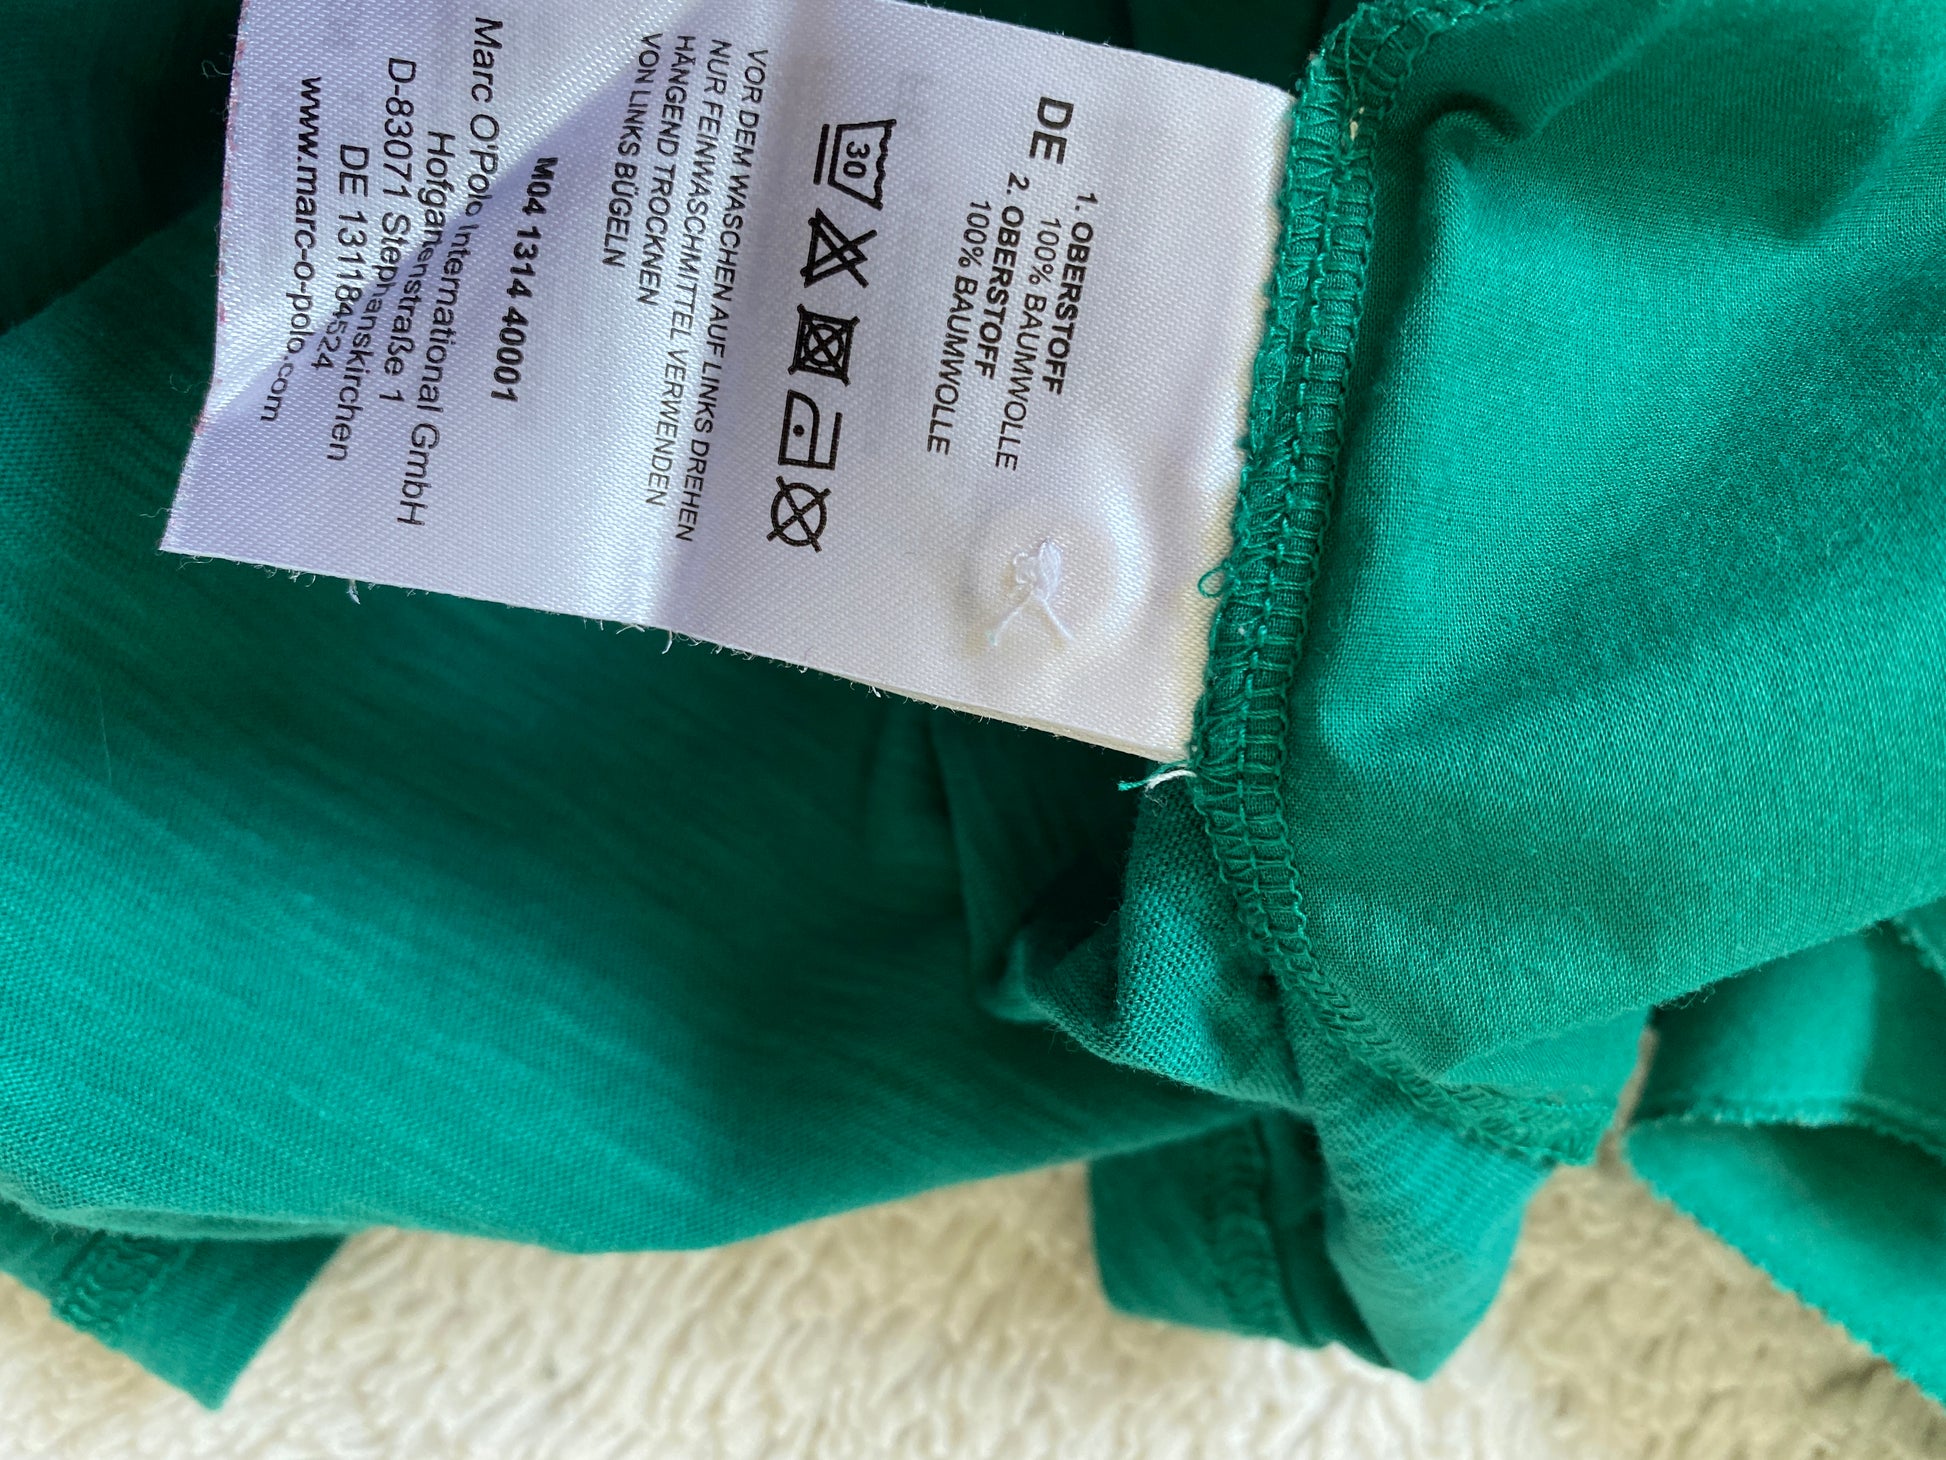 DE
1. OBERSTOFF
100% BAUMWOLLE
2. OBERSTOFF
100% BAUMWOLLE
30
VOR DEM WASCHEN AUF LINKS DREHEN
NUR FEINWASCHMITTEL VERWENDEN
HÄNGEND TROCKNEN
VON LINKS BÜGELN
M04 1314 40001
Marc O'Polo International GmbH
Hofgartenstraße 1
D-83071 Stephanskirchen
DE 131184524
www.marc-o-polo.com